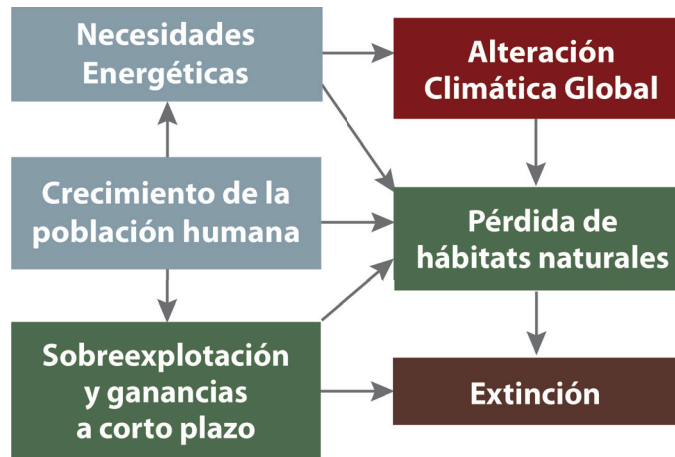 Necesidades
Energéticas
Alteración
Climática Global
Crecimiento de la
población humana
Pérdida de
hábitats naturales
Sobreexplotación
y ganancias
a corto plazo
Extinción